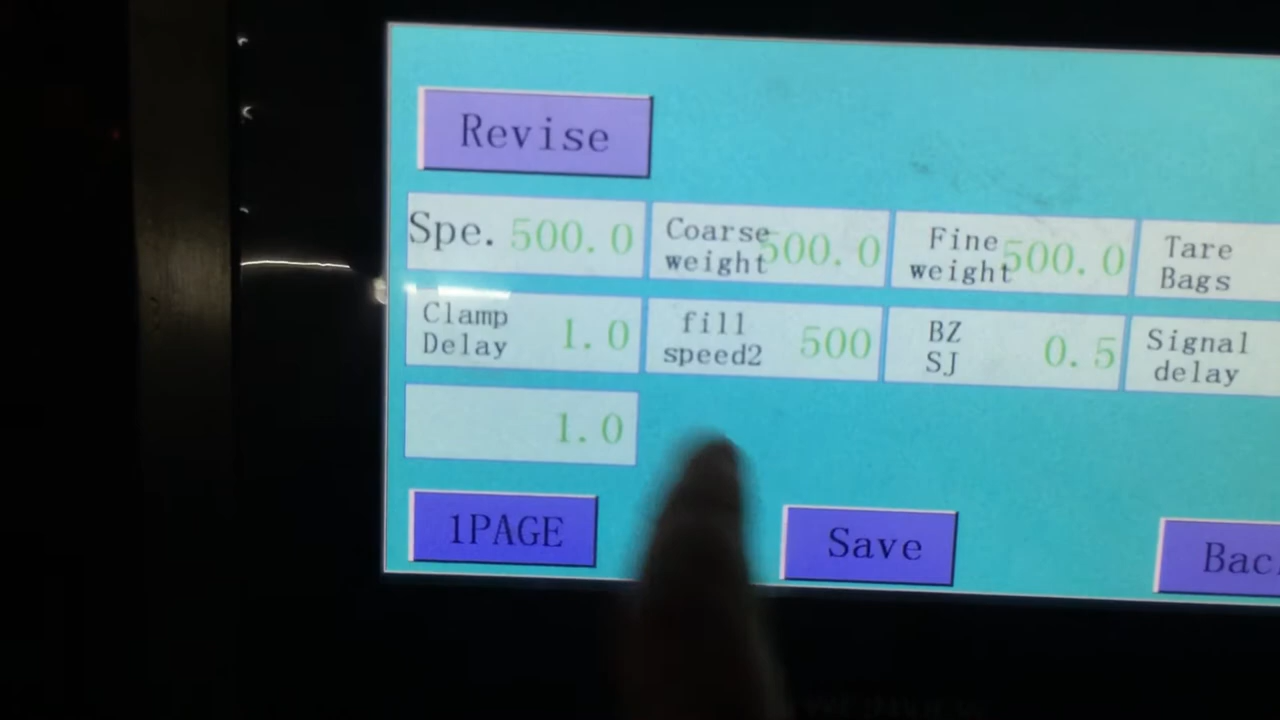 Revise
Spe. 500.0
Coarse
weight 500.0
Fine
weight 500.0
Tare
Bags
Clamp
Delay 1.0
fill
speed2 500
BZ
SJ 0.5
Signal
delay
1.0
1PAGE
Save
Bac